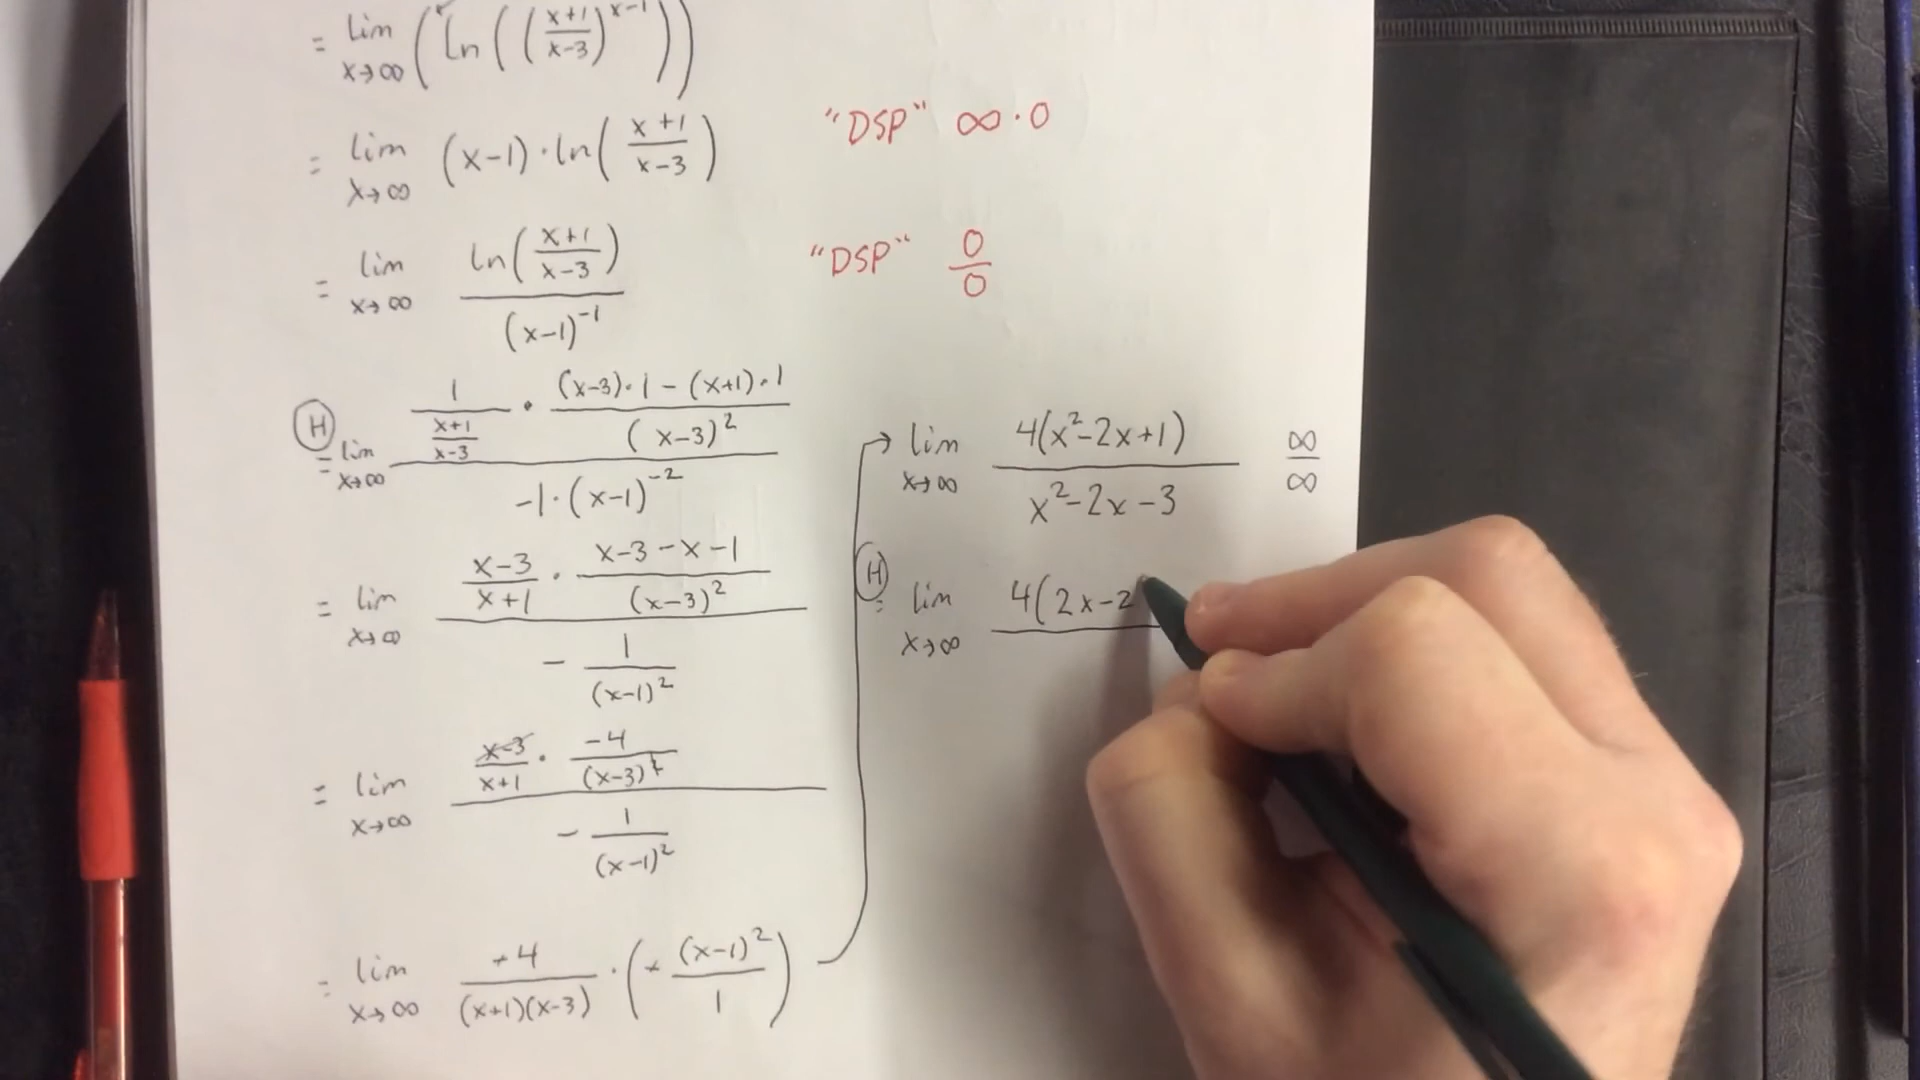 = lim x→∞ (ln((x+1/x-3)^x-1))
= lim x→∞ (x-1)·ln(x+1/x-3) "DSP" ∞·0
= lim x→∞ ln(x+1/x-3)/(x-1)^-1 "DSP" 0/0
(H) = lim x→∞ (1/((x+1)/(x-3)) · ((x-3)·1-(x+1)·1)/(x-3)^2)/(-1·(x-1)^-2)
= lim x→∞ ((x-3)/(x+1) · (x-3-x-1)/(x-3)^2)/(-1/(x-1)^2)
= lim x→∞ ((x-3)/(x+1) · -4/(x-3)^2)/(-1/(x-1)^2)
= lim x→∞ +4/((x+1)(x-3)) · (+(x-1)^2/1)
→ lim x→∞ 4(x^2-2x+1)/(x^2-2x-3) ∞/∞
(H) = lim x→∞ 4(2x-2